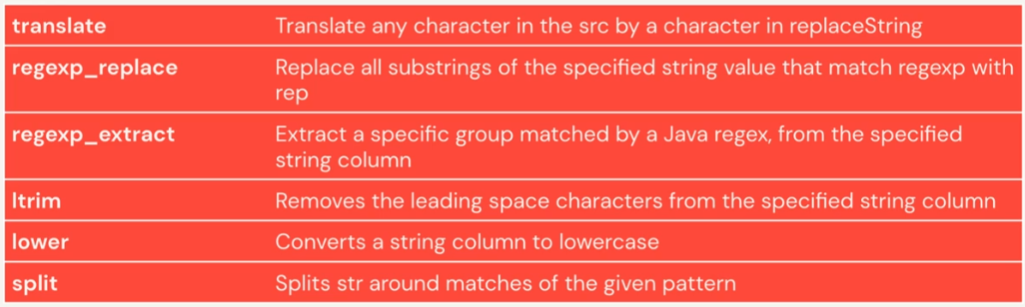 translate Translate any character in the src by a character in replaceString
regexp_replace Replace all substrings of the specified string value that match regexp with
rep
regexp_extract Extract a specific group matched by a Java regex, from the specified
string column
ltrim Removes the leading space characters from the specified string column
lower Converts a string column to lowercase
split Splits str around matches of the given pattern